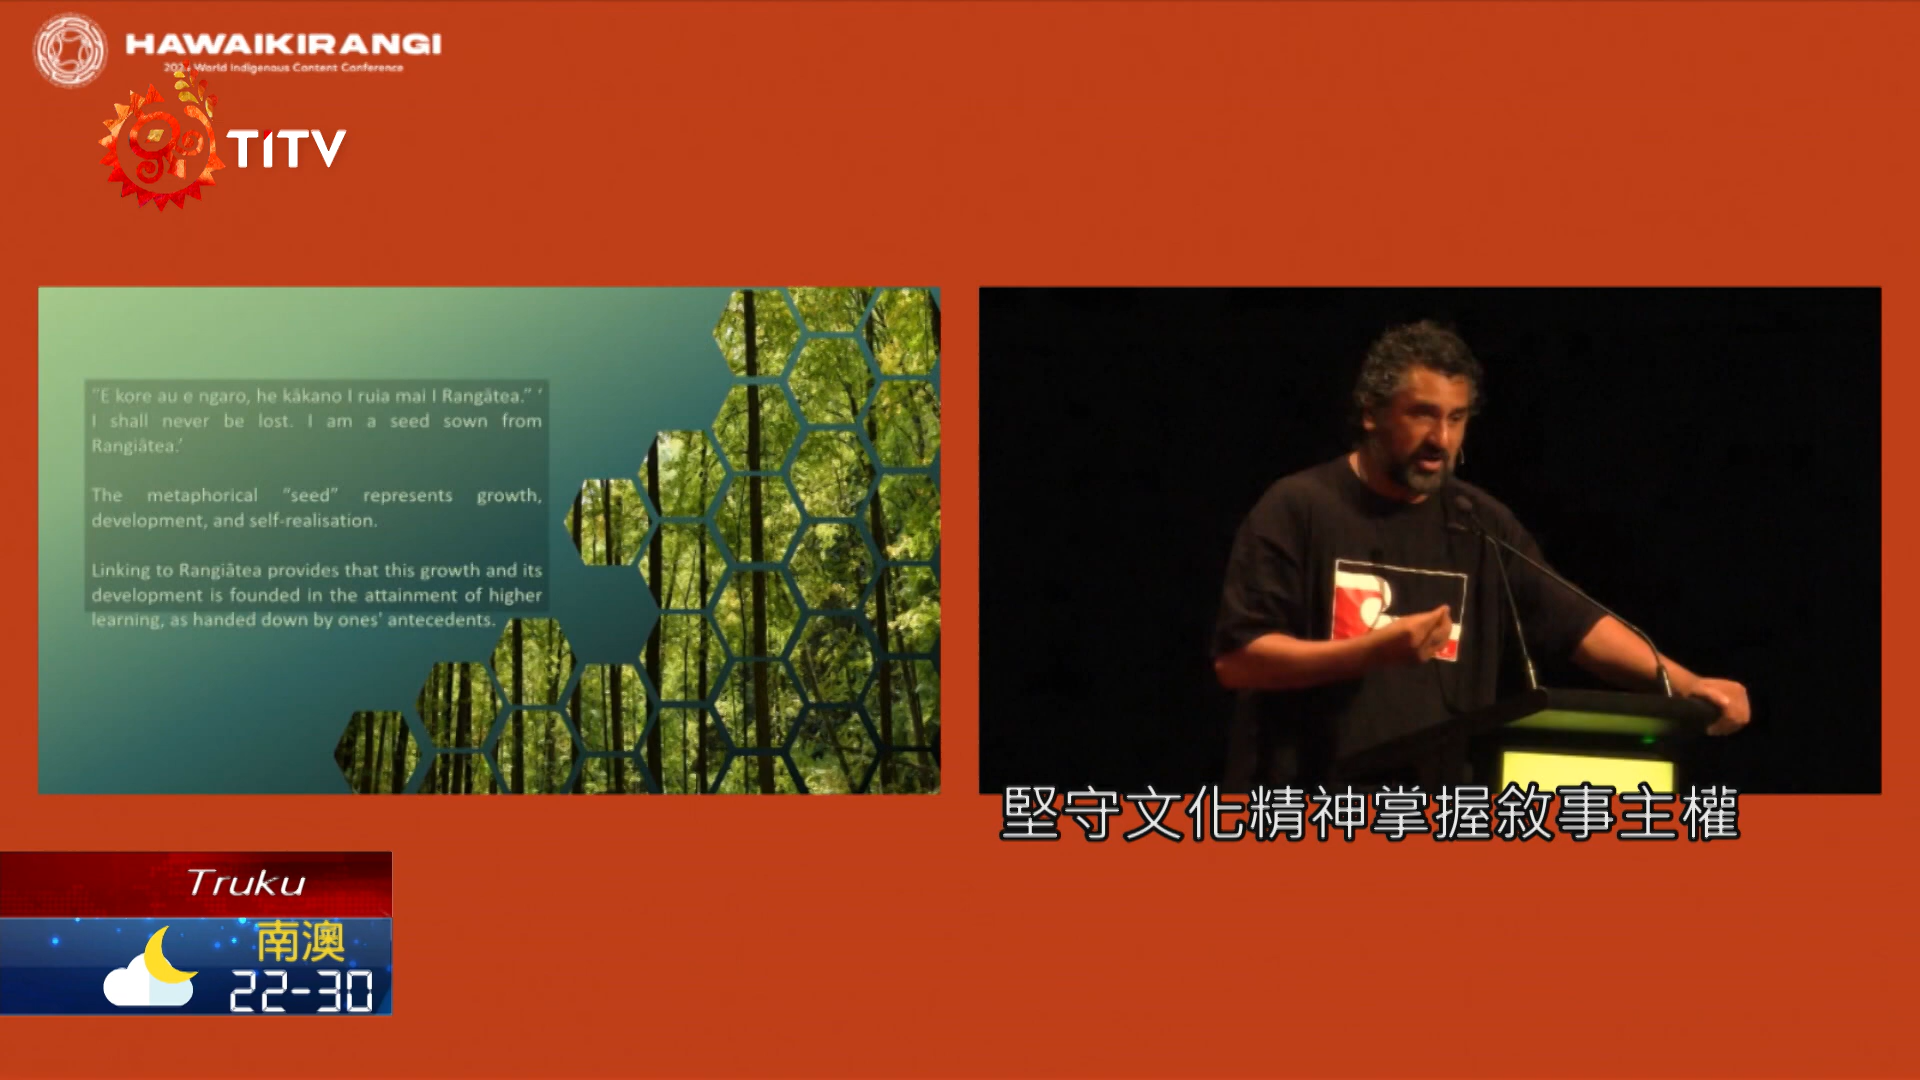 HAWAIKIRANGI
World Indigenous Content Conference
TITV
"E kore au e ngaro, he kākano I ruia mai I Rangātea." '
I shall never be lost. I am a seed sown from
Rangiātea.'
The metaphorical "seed" represents growth,
development, and self-realisation.
Linking to Rangiātea provides that this growth and its
development is founded in the attainment of higher
learning, as handed down by ones' antecedents.
堅守文化精神掌握敘事主權
Truku
南澳
22-30